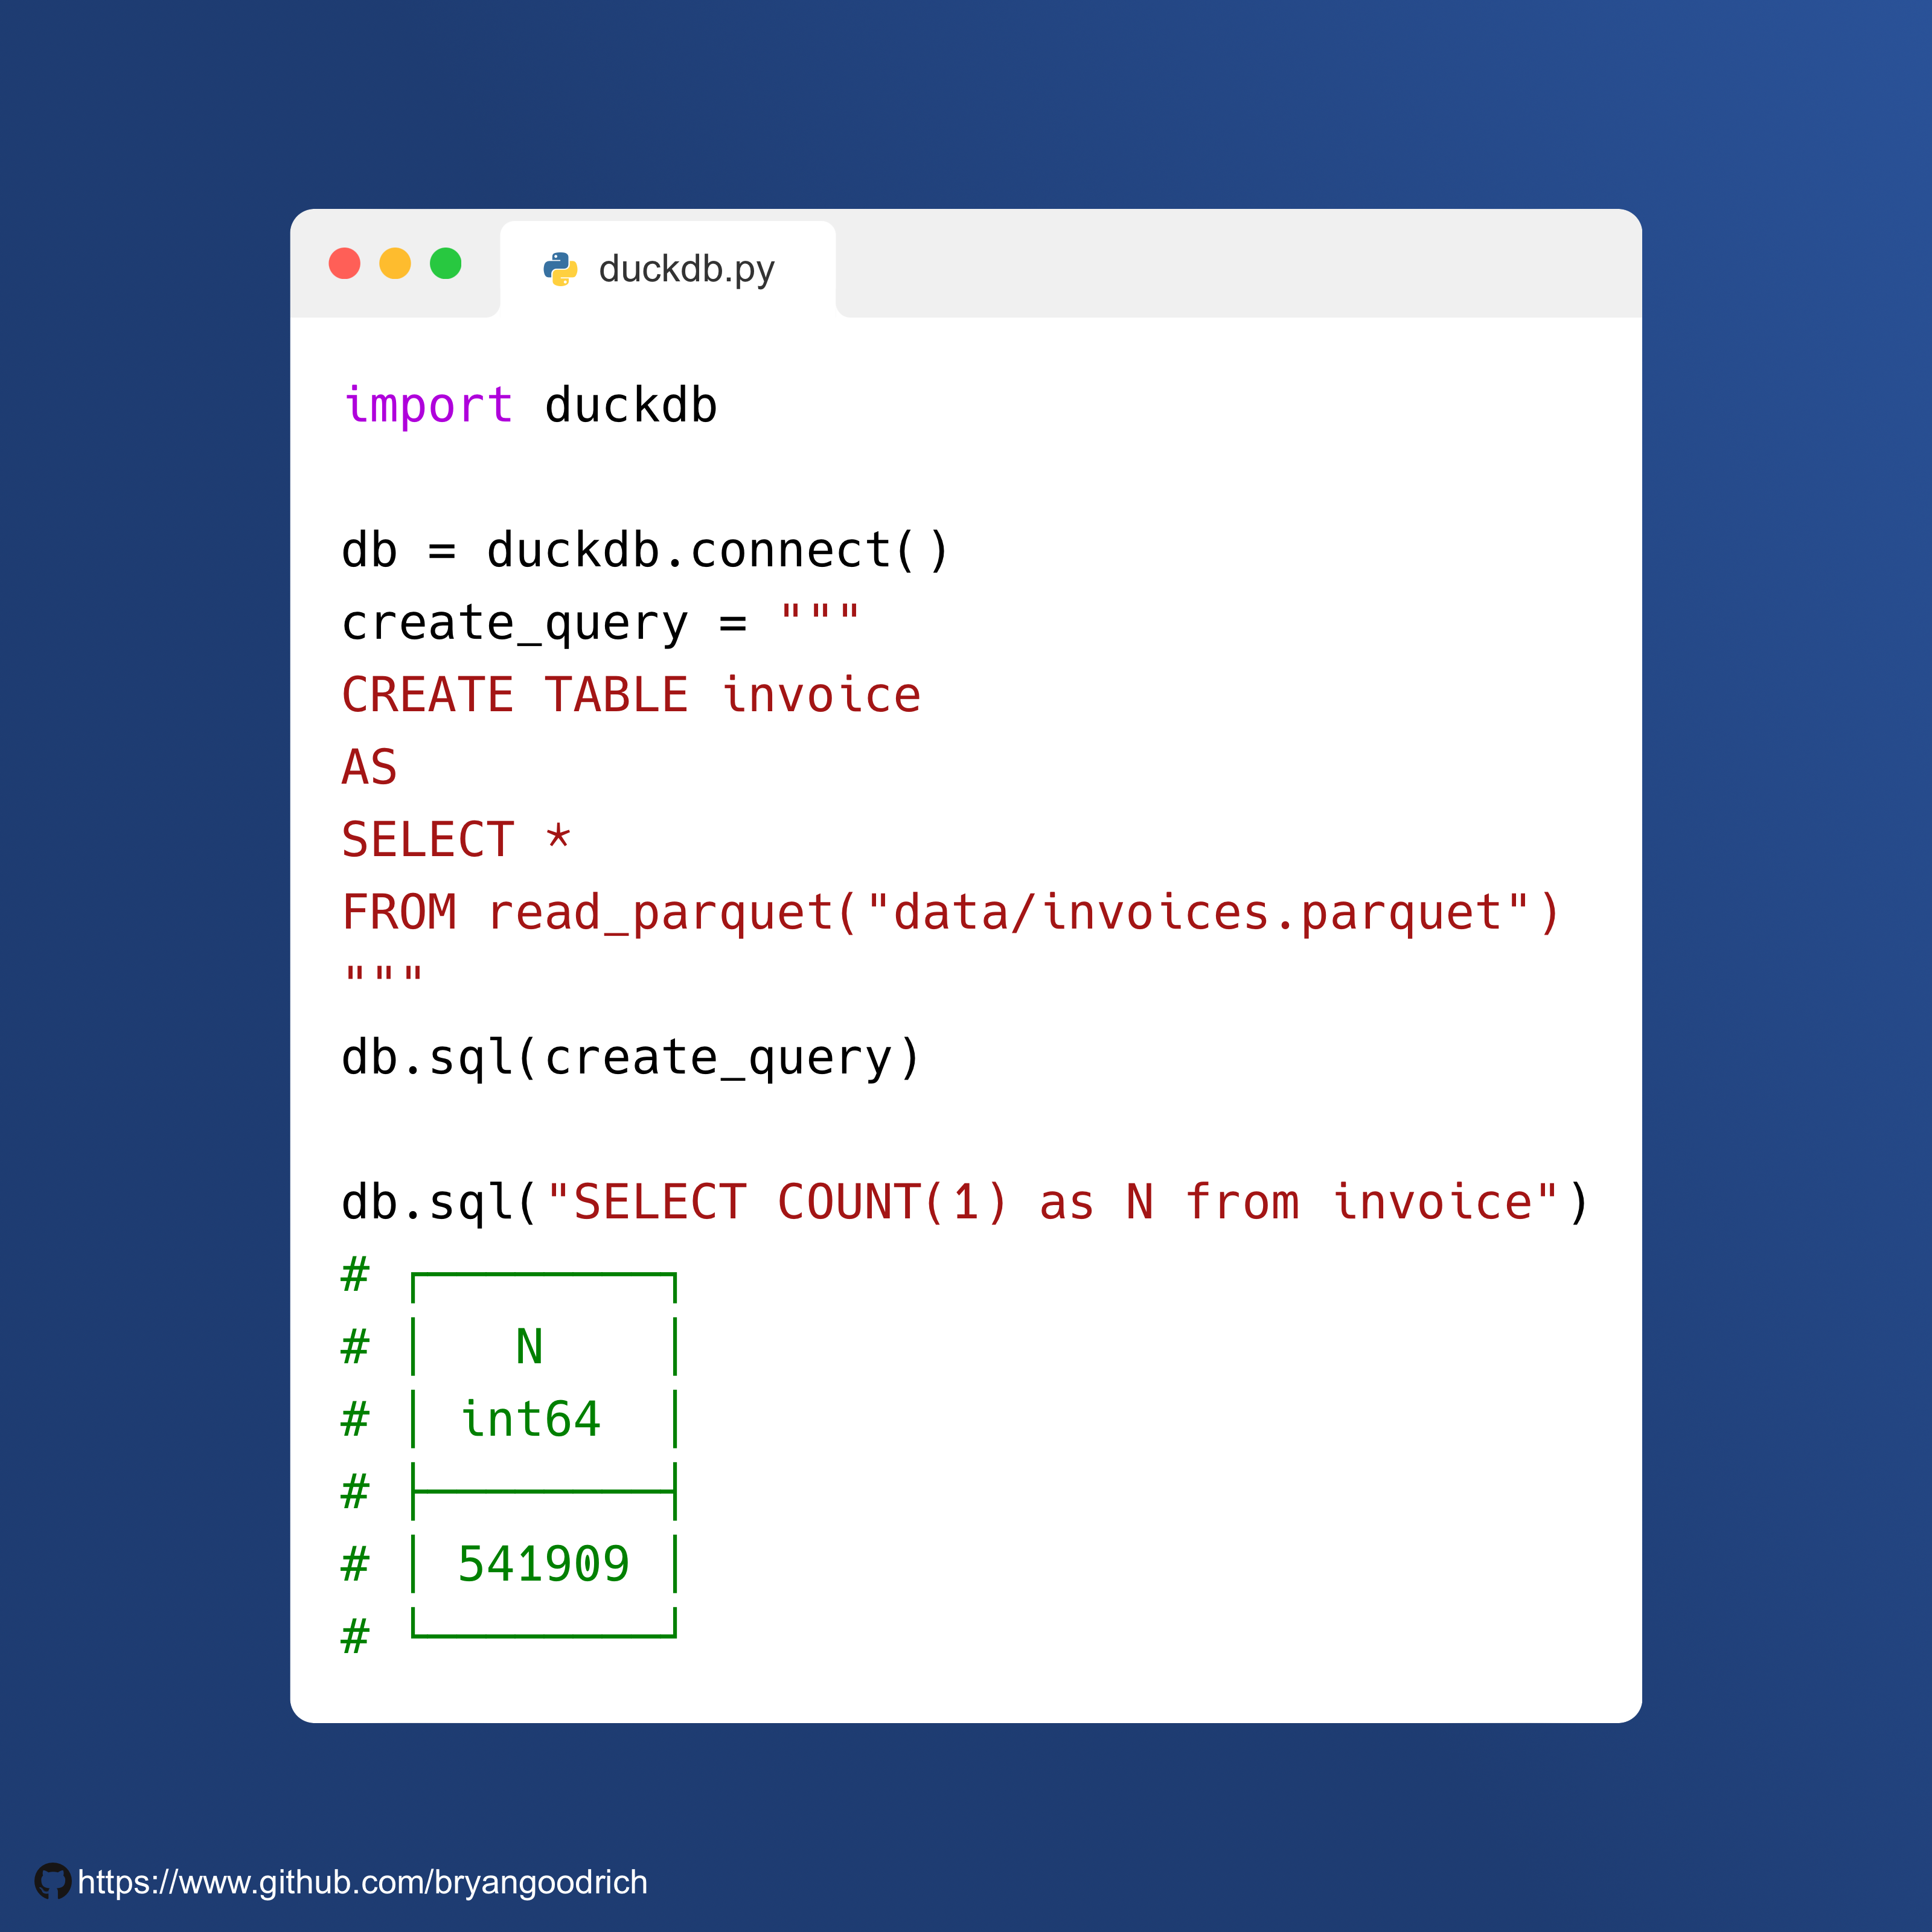 duckdb.py
import duckdb
db = duckdb.connect()
create_query = """
CREATE TABLE invoice
AS
SELECT *
FROM read_parquet("data/invoices.parquet")
"""
db.sql(create_query)
db.sql("SELECT COUNT(1) as N from invoice")
# ┌────────┐
# │   N    │
# │ int64  │
# ├────────┤
# │ 541909 │
# └────────┘
https://www.github.com/bryangoodrich